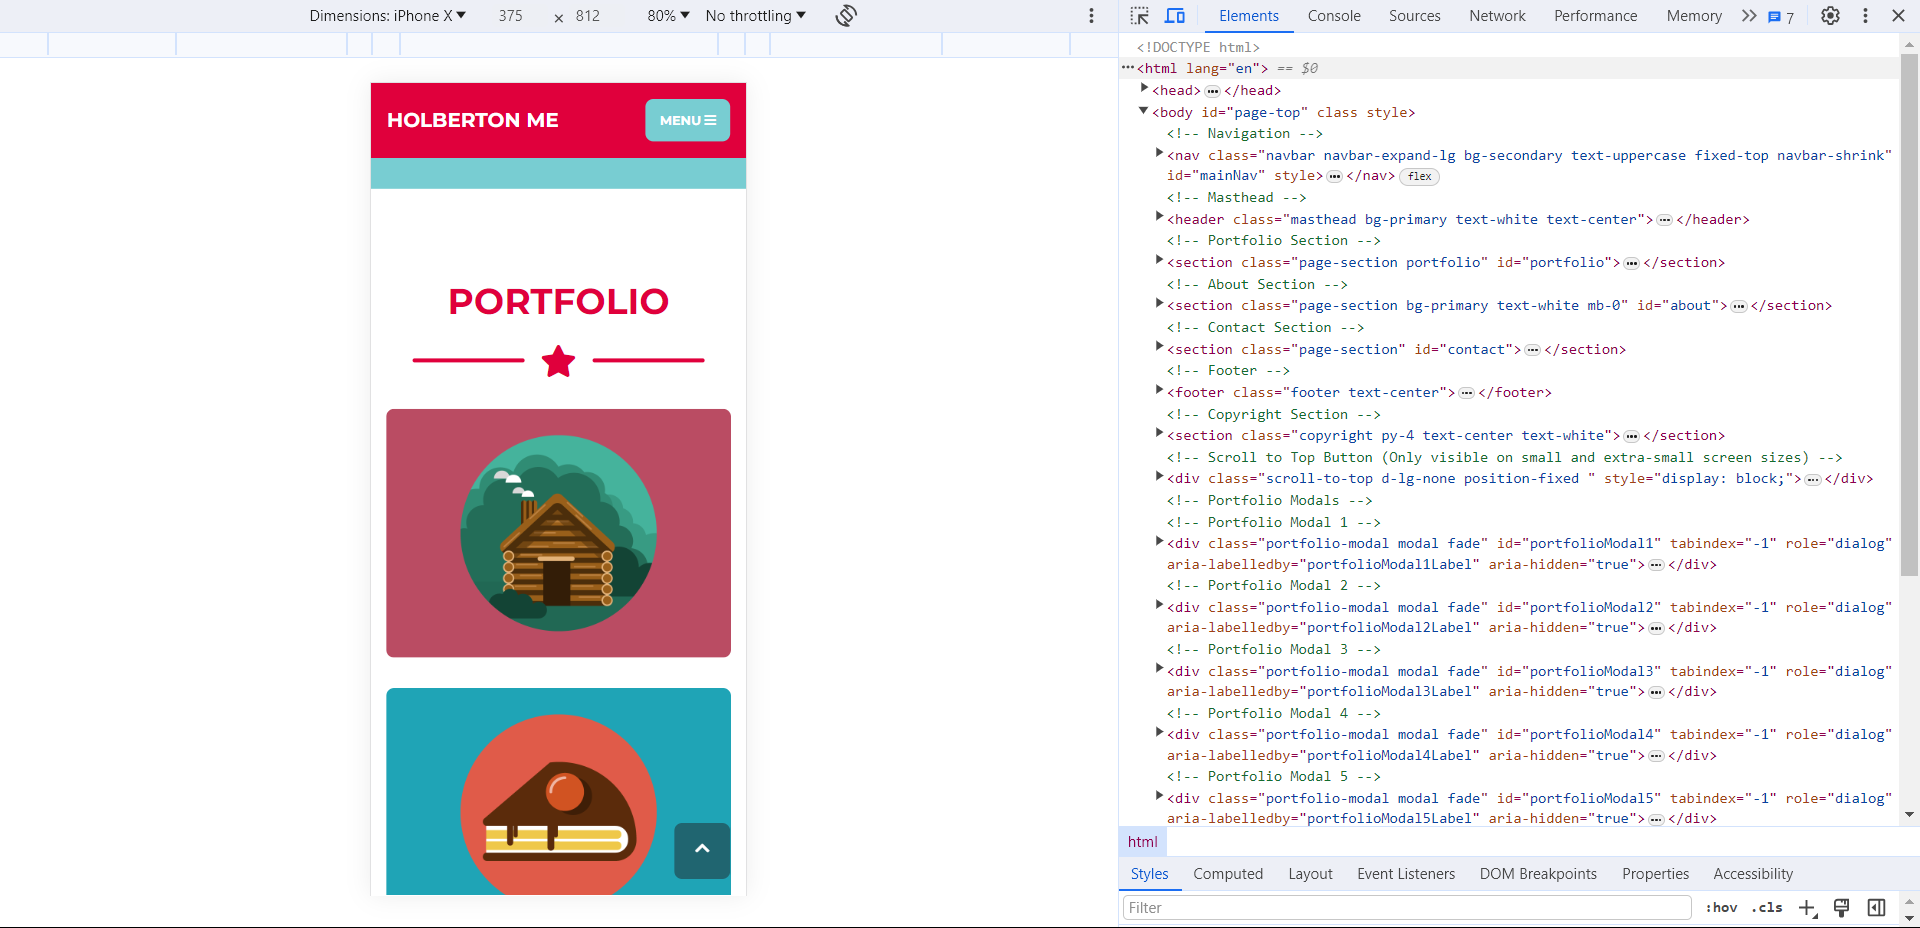 Dimensions: iPhone X ▼ 375 × 812 80% ▼ No throttling ▼
HOLBERTON ME
MENU
PORTFOLIO
Elements Console Sources Network Performance Memory 7
<!DOCTYPE html>
<html lang="en"> == $0
<head> ••• </head>
<body id="page-top" class style>
<!-- Navigation -->
<nav class="navbar navbar-expand-lg bg-secondary text-uppercase fixed-top navbar-shrink"
id="mainNav" style> ••• </nav> flex
<!-- Masthead -->
<header class="masthead bg-primary text-white text-center"> ••• </header>
<!-- Portfolio Section -->
<section class="page-section portfolio" id="portfolio"> ••• </section>
<!-- About Section -->
<section class="page-section bg-primary text-white mb-0" id="about"> ••• </section>
<!-- Contact Section -->
<section class="page-section" id="contact"> ••• </section>
<!-- Footer -->
<footer class="footer text-center"> ••• </footer>
<!-- Copyright Section -->
<section class="copyright py-4 text-center text-white"> ••• </section>
<!-- Scroll to Top Button (Only visible on small and extra-small screen sizes) -->
<div class="scroll-to-top d-lg-none position-fixed " style="display: block;"> ••• </div>
<!-- Portfolio Modals -->
<!-- Portfolio Modal 1 -->
<div class="portfolio-modal modal fade" id="portfolioModal1" tabindex="-1" role="dialog"
aria-labelledby="portfolioModal1Label" aria-hidden="true"> ••• </div>
<!-- Portfolio Modal 2 -->
<div class="portfolio-modal modal fade" id="portfolioModal2" tabindex="-1" role="dialog"
aria-labelledby="portfolioModal2Label" aria-hidden="true"> ••• </div>
<!-- Portfolio Modal 3 -->
<div class="portfolio-modal modal fade" id="portfolioModal3" tabindex="-1" role="dialog"
aria-labelledby="portfolioModal3Label" aria-hidden="true"> ••• </div>
<!-- Portfolio Modal 4 -->
<div class="portfolio-modal modal fade" id="portfolioModal4" tabindex="-1" role="dialog"
aria-labelledby="portfolioModal4Label" aria-hidden="true"> ••• </div>
<!-- Portfolio Modal 5 -->
<div class="portfolio-modal modal fade" id="portfolioModal5" tabindex="-1" role="dialog"
aria-labelledby="portfolioModal5Label" aria-hidden="true"> ••• </div>
html
Styles Computed Layout Event Listeners DOM Breakpoints Properties Accessibility
Filter :hov .cls